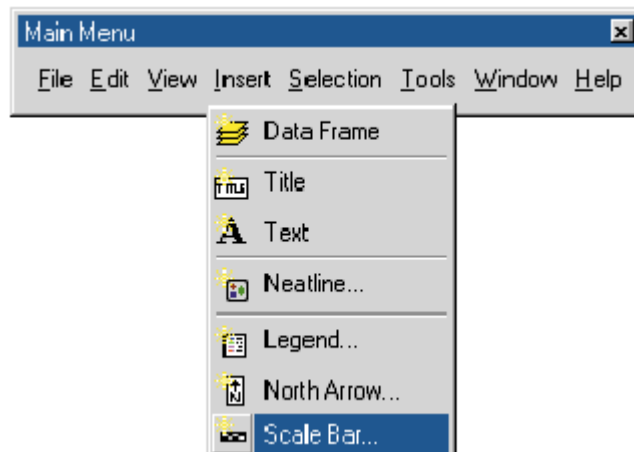 Main Menu
File Edit View Insert Selection Tools Window Help
Data Frame
Title
Text
Neatline...
Legend...
North Arrow...
Scale Bar...